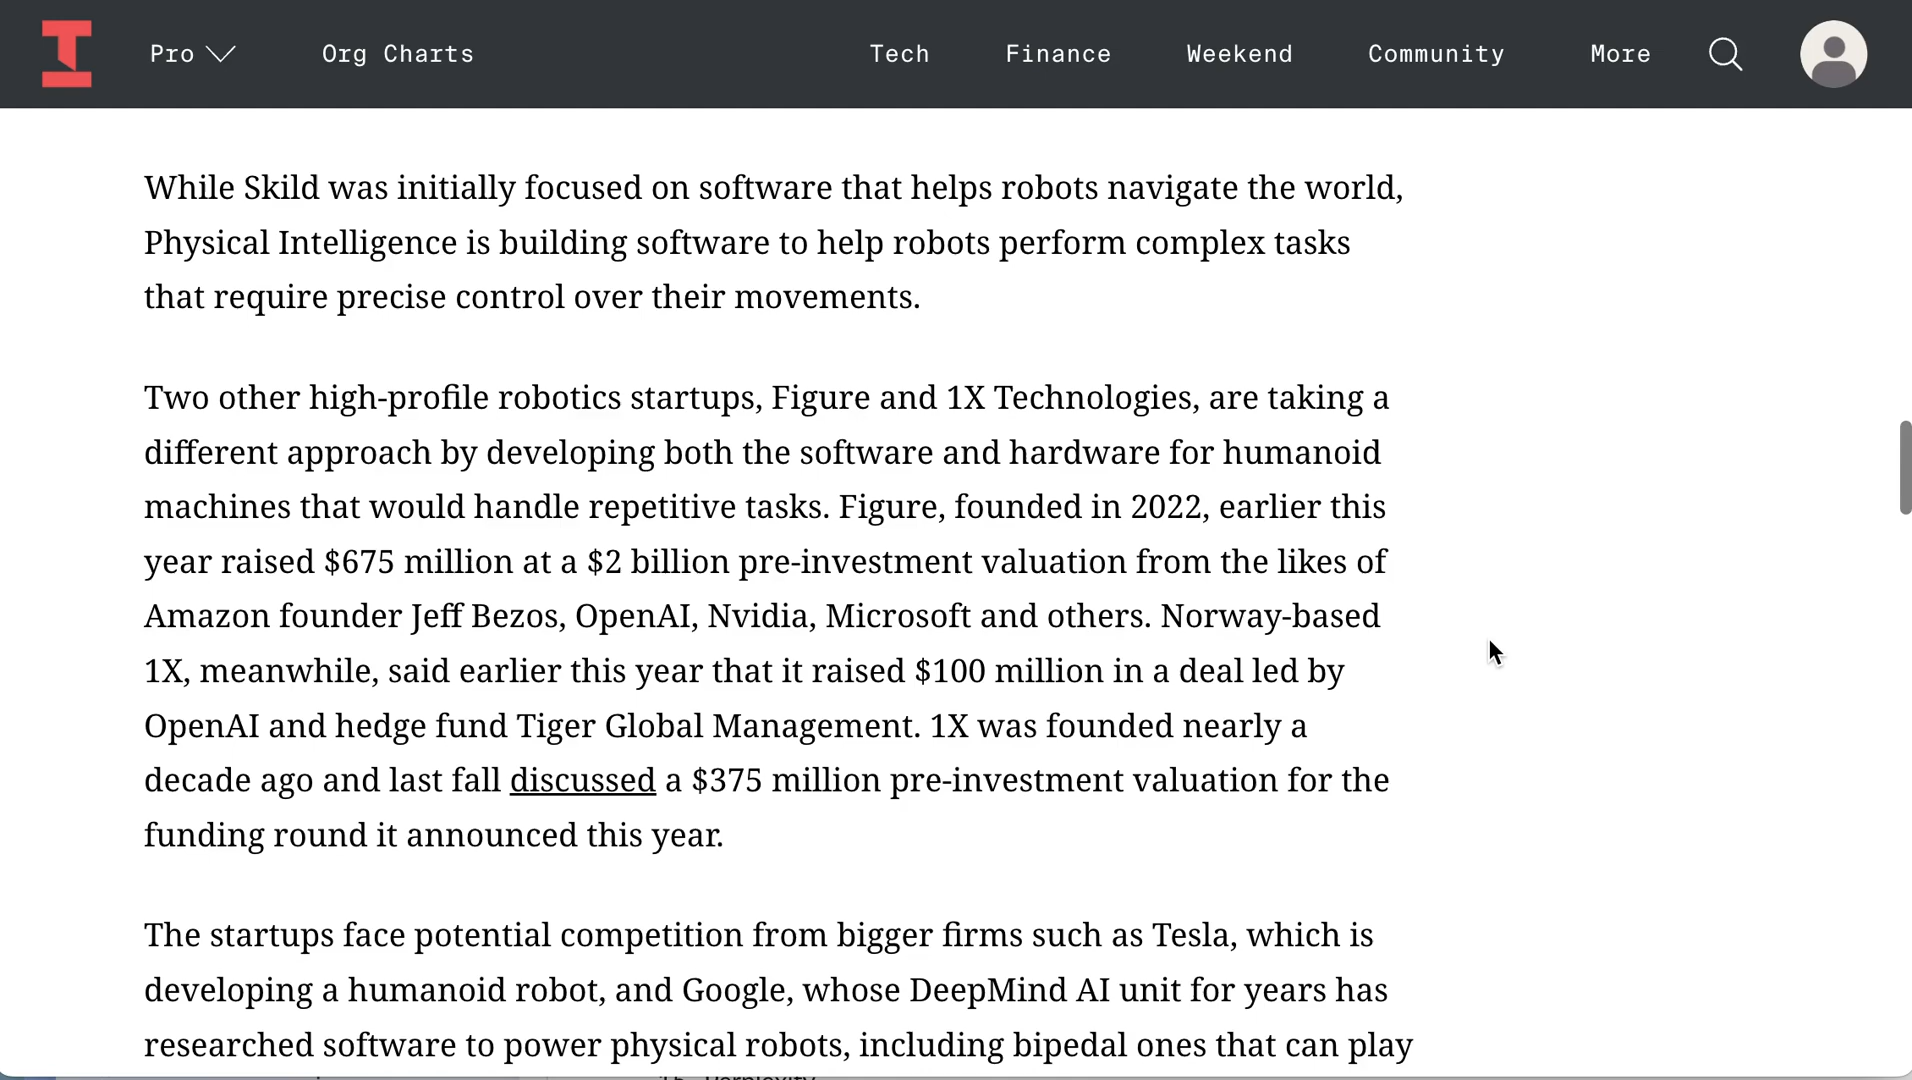 Pro
Org Charts
Tech
Finance
Weekend
Community
More
While Skild was initially focused on software that helps robots navigate the world,
Physical Intelligence is building software to help robots perform complex tasks
that require precise control over their movements.
Two other high-profile robotics startups, Figure and 1X Technologies, are taking a
different approach by developing both the software and hardware for humanoid
machines that would handle repetitive tasks. Figure, founded in 2022, earlier this
year raised $675 million at a $2 billion pre-investment valuation from the likes of
Amazon founder Jeff Bezos, OpenAI, Nvidia, Microsoft and others. Norway-based
1X, meanwhile, said earlier this year that it raised $100 million in a deal led by
OpenAI and hedge fund Tiger Global Management. 1X was founded nearly a
decade ago and last fall discussed a $375 million pre-investment valuation for the
funding round it announced this year.
The startups face potential competition from bigger firms such as Tesla, which is
developing a humanoid robot, and Google, whose DeepMind AI unit for years has
researched software to power physical robots, including bipedal ones that can play